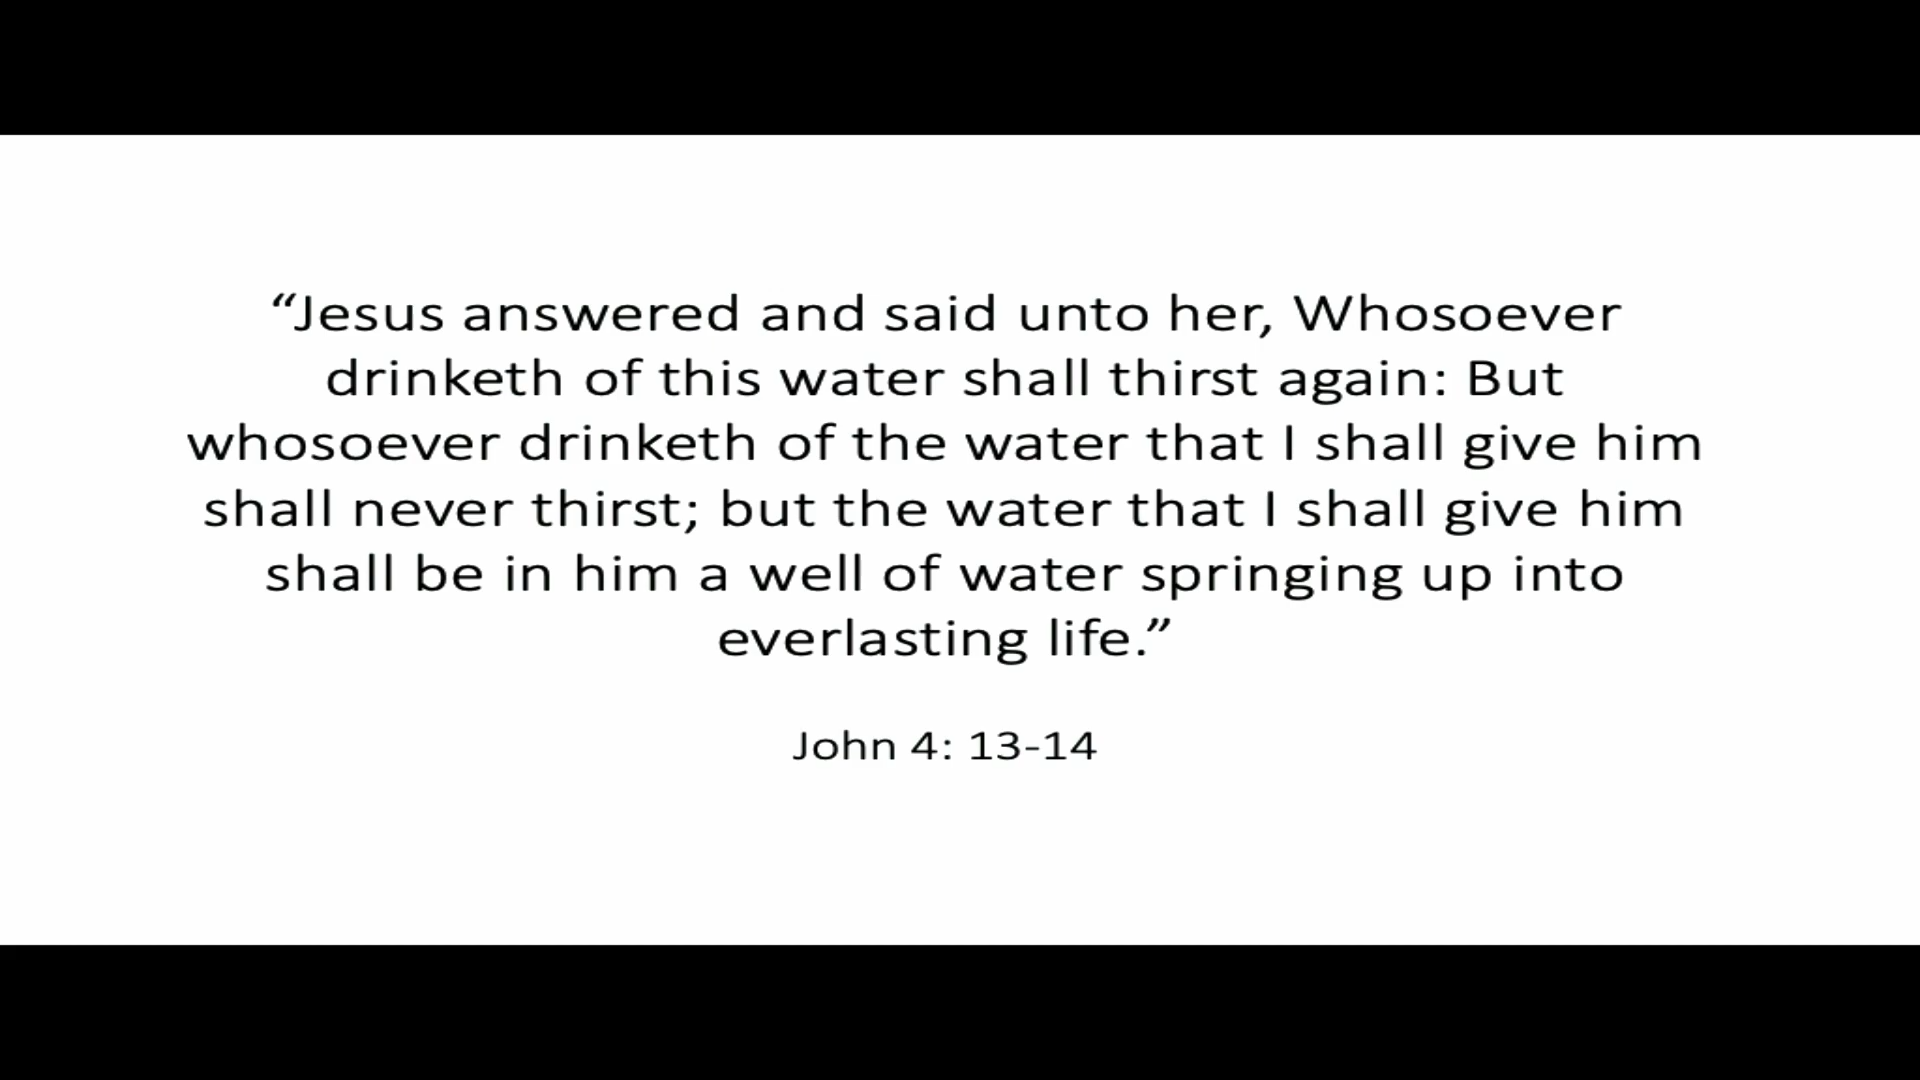 “Jesus answered and said unto her, Whosoever
drinketh of this water shall thirst again: But
whosoever drinketh of the water that I shall give him
shall never thirst; but the water that I shall give him
shall be in him a well of water springing up into
everlasting life.”
John 4: 13-14